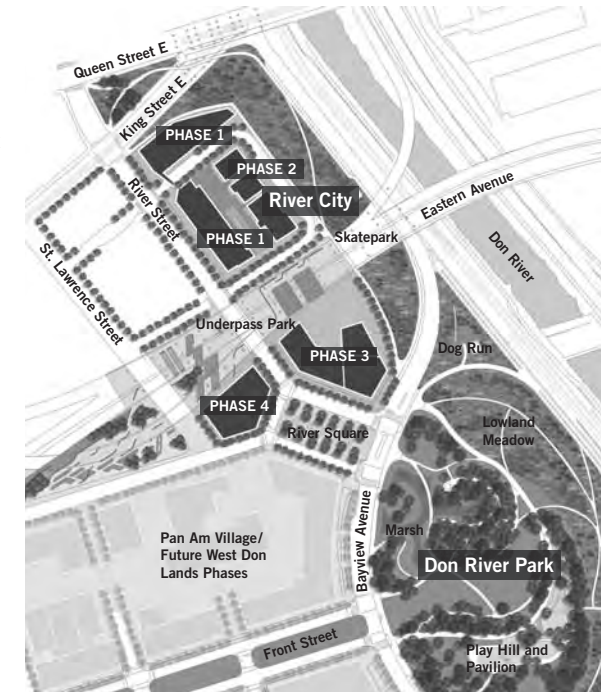 Queen Street E
King Street E
PHASE 1
PHASE 2
River City
River Street
PHASE 1
Eastern Avenue
Skatepark
Don River
St. Lawrence Street
Underpass Park
PHASE 3
Dog Run
PHASE 4
River Square
Lowland
Meadow
Bayview Avenue
Marsh
Pan Am Village/
Future West Don
Lands Phases
Don River Park
Front Street
Play Hill and
Pavilion